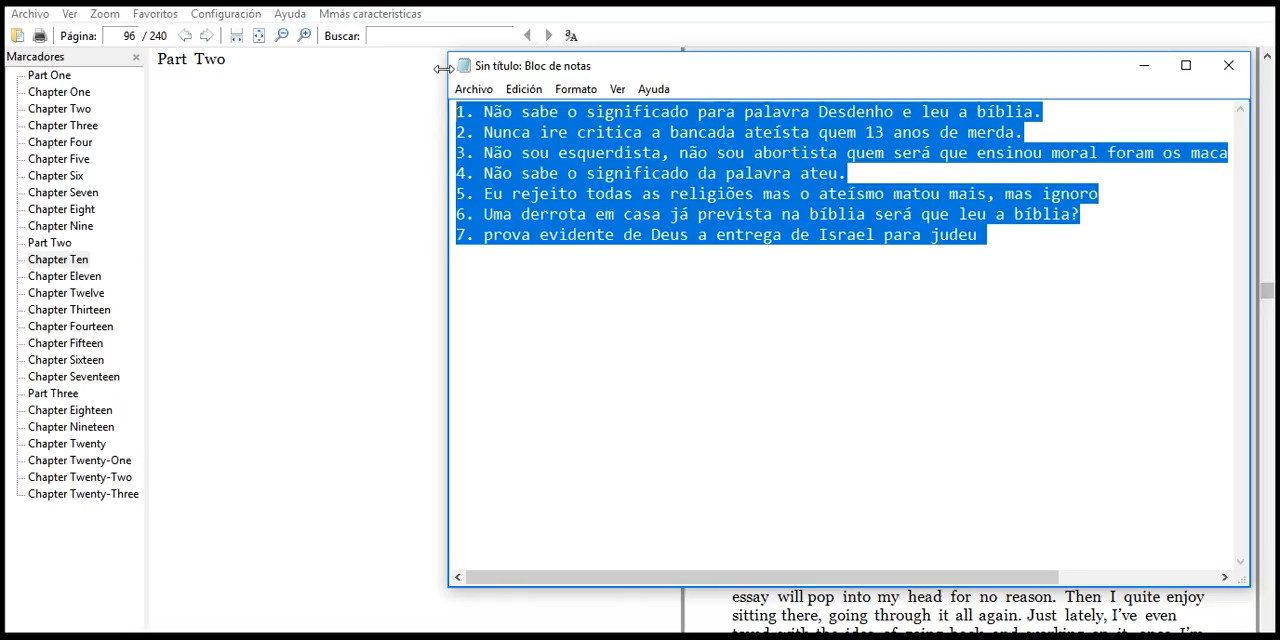 Archivo Ver Zoom Favoritos Configuración Ayuda Mmás caracteristicas
Página: 96 / 240 Buscar:
Marcadores
Part One
Chapter One
Chapter Two
Chapter Three
Chapter Four
Chapter Five
Chapter Six
Chapter Seven
Chapter Eight
Chapter Nine
Part Two
Chapter Ten
Chapter Eleven
Chapter Twelve
Chapter Thirteen
Chapter Fourteen
Chapter Fifteen
Chapter Sixteen
Chapter Seventeen
Part Three
Chapter Eighteen
Chapter Nineteen
Chapter Twenty
Chapter Twenty-One
Chapter Twenty-Two
Chapter Twenty-Three
Part Two
Sin título: Bloc de notas
Archivo Edición Formato Ver Ayuda
1. Não sabe o significado para palavra Desdenho e leu a bíblia.
2. Nunca ire critica a bancada ateísta quem 13 anos de merda.
3. Não sou esquerdista, não sou abortista quem será que ensinou moral foram os maca
4. Não sabe o significado da palavra ateu.
5. Eu rejeito todas as religiões mas o ateísmo matou mais, mas ignoro
6. Uma derrota em casa já prevista na bíblia será que leu a bíblia?
7. prova evidente de Deus a entrega de Israel para judeu
essay will pop into my head for no reason. Then I quite enjoy
sitting there, going through it all again. Just lately, I've even